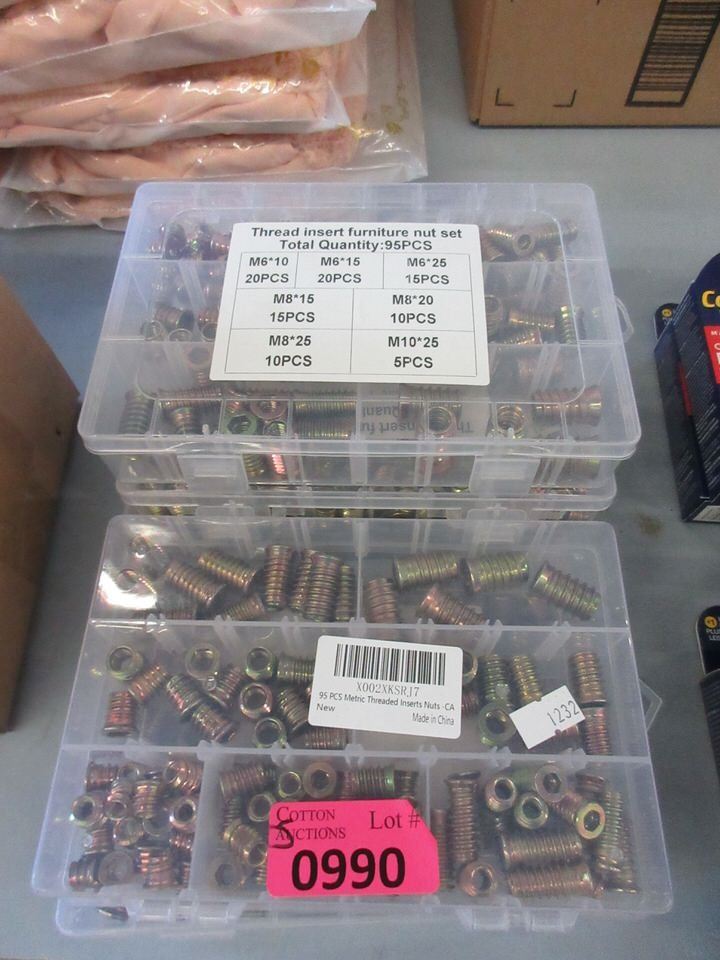 Thread insert furniture nut set
Total Quantity:95PCS
M6*10 M6*15 M6*25
20PCS 20PCS 15PCS
M8*15 M8*20
15PCS 10PCS
M8*25 M10*25
10PCS 5PCS
X002XKSRJ7
95 PCS Metric Threaded Inserts Nuts -CA
New
Made in China
1232
COTTON
AUCTIONS
Lot #
5
0990